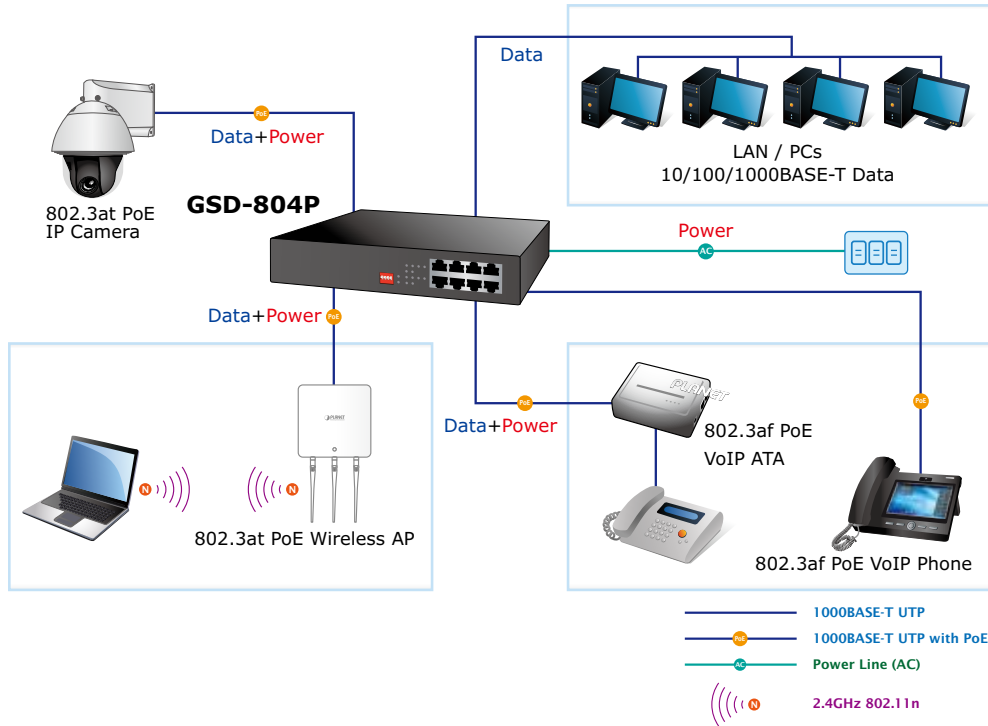 Data
PoE
Data+Power
LAN / PCs
10/100/1000BASE-T Data
802.3at PoE
IP Camera
GSD-804P
Power
AC
Data+Power
PoE
PLANET
PoE
Data+Power
PLANET
802.3af PoE
VoIP ATA
PoE
N
N
802.3at PoE Wireless AP
802.3af PoE VoIP Phone
1000BASE-T UTP
PoE
1000BASE-T UTP with PoE
AC
Power Line (AC)
N
2.4GHz 802.11n